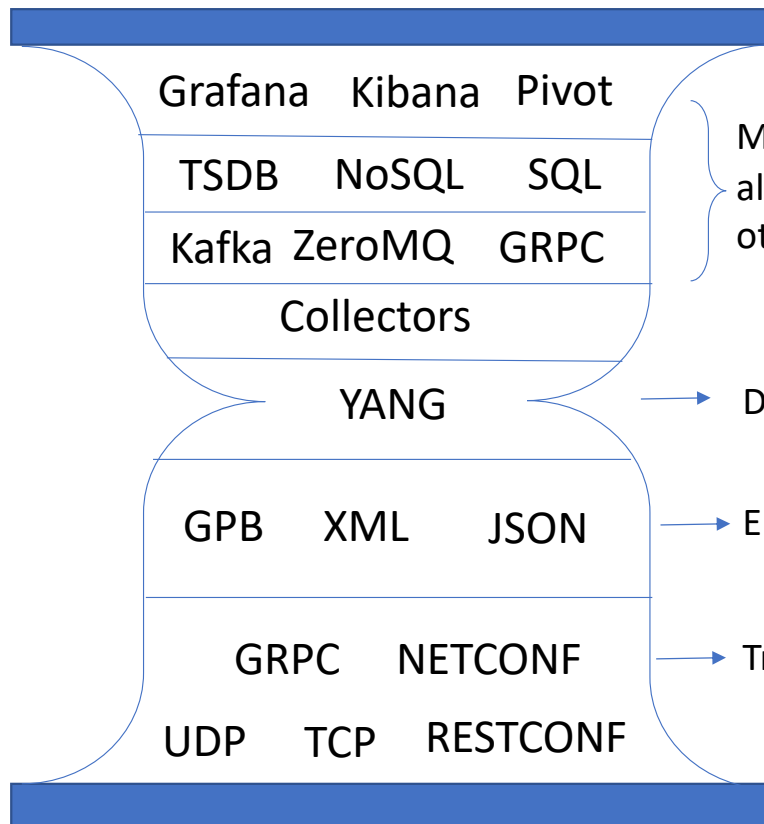 Grafana Kibana Pivot
TSDB NoSQL SQL
Kafka ZeroMQ GRPC
Collectors
YANG
GPB XML JSON
GRPC NETCONF
UDP TCP RESTCONF